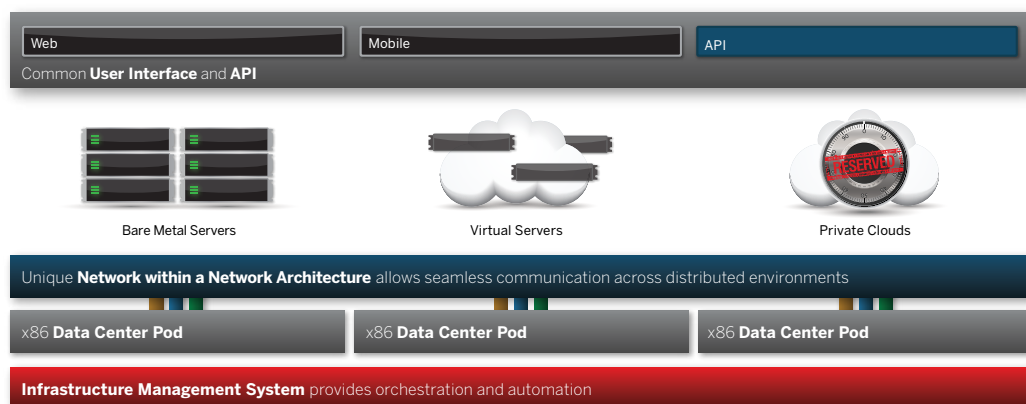 Web
Mobile
API
Common User Interface and API
RESERVED
Bare Metal Servers
Virtual Servers
Private Clouds
Unique Network within a Network Architecture allows seamless communication across distributed environments
x86 Data Center Pod
x86 Data Center Pod
x86 Data Center Pod
Infrastructure Management System provides orchestration and automation